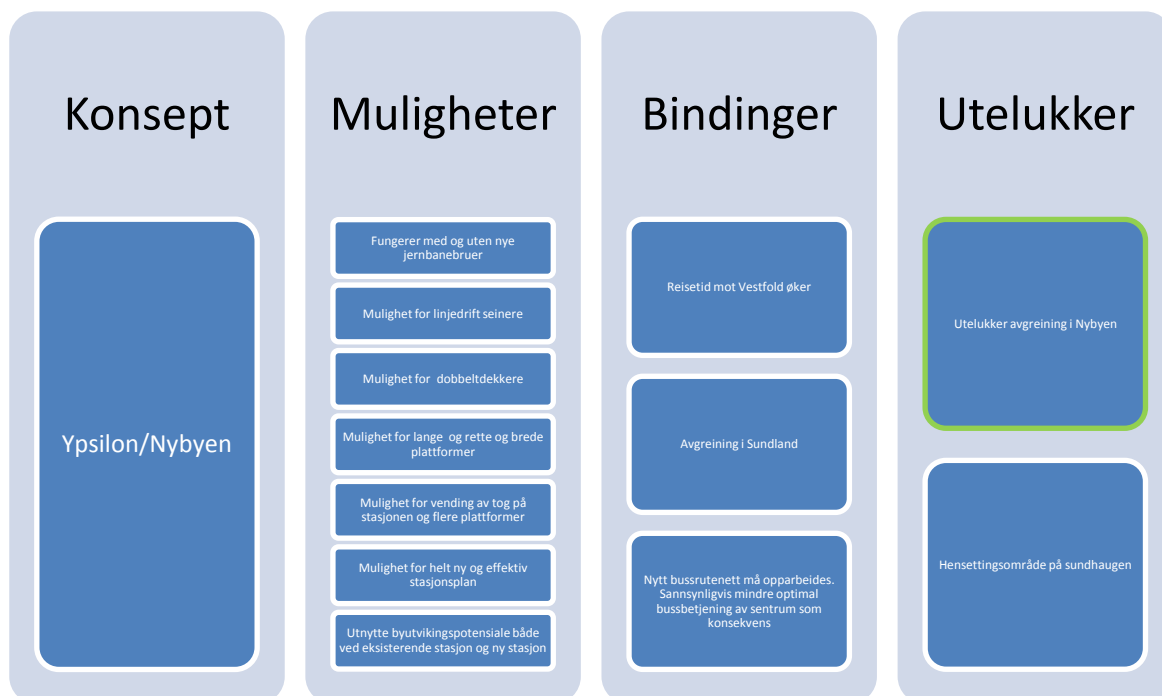 Konsept
Ypsilon/Nybyen
Muligheter
Fungerer med og uten nye
jernbanebruer
Mulighet for linjedrift seinere
Mulighet for dobbeltdekkere
Mulighet for lange og rette og brede
plattformer
Mulighet for vending av tog på
stasjonen og flere plattformer
Mulighet for helt ny og effektiv
stasjonsplan
Utnytte byutvikingspotensiale både
ved eksisterende stasjon og ny stasjon
Bindinger
Reisetid mot Vestfold øker
Avgreining i Sundland
Nytt bussrutenett må opparbeides.
Sannsynligvis mindre optimal
bussbetjening av sentrum som
konsekvens
Utelukker
Utelukker avgreining i Nybyen
Hensettingsområde på sundhaugen